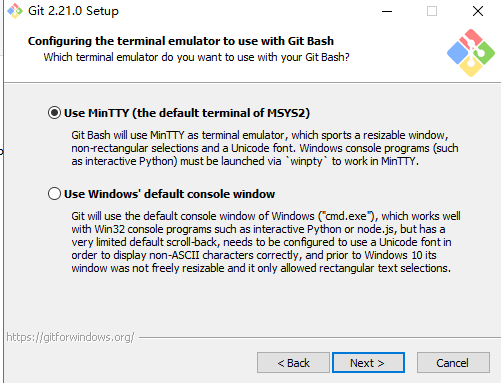 Git 2.21.0 Setup
Configuring the terminal emulator to use with Git Bash
Which terminal emulator do you want to use with your Git Bash?
Use MinTTY (the default terminal of MSYS2)
Git Bash will use MinTTY as terminal emulator, which sports a resizable window,
non-rectangular selections and a Unicode font. Windows console programs (such
as interactive Python) must be launched via `winpty` to work in MinTTY.
Use Windows' default console window
Git will use the default console window of Windows ("cmd.exe"), which works well
with Win32 console programs such as interactive Python or node.js, but has a
very limited default scroll-back, needs to be configured to use a Unicode font in
order to display non-ASCII characters correctly, and prior to Windows 10 its
window was not freely resizable and it only allowed rectangular text selections.
https://gitforwindows.org/
< Back
Next >
Cancel